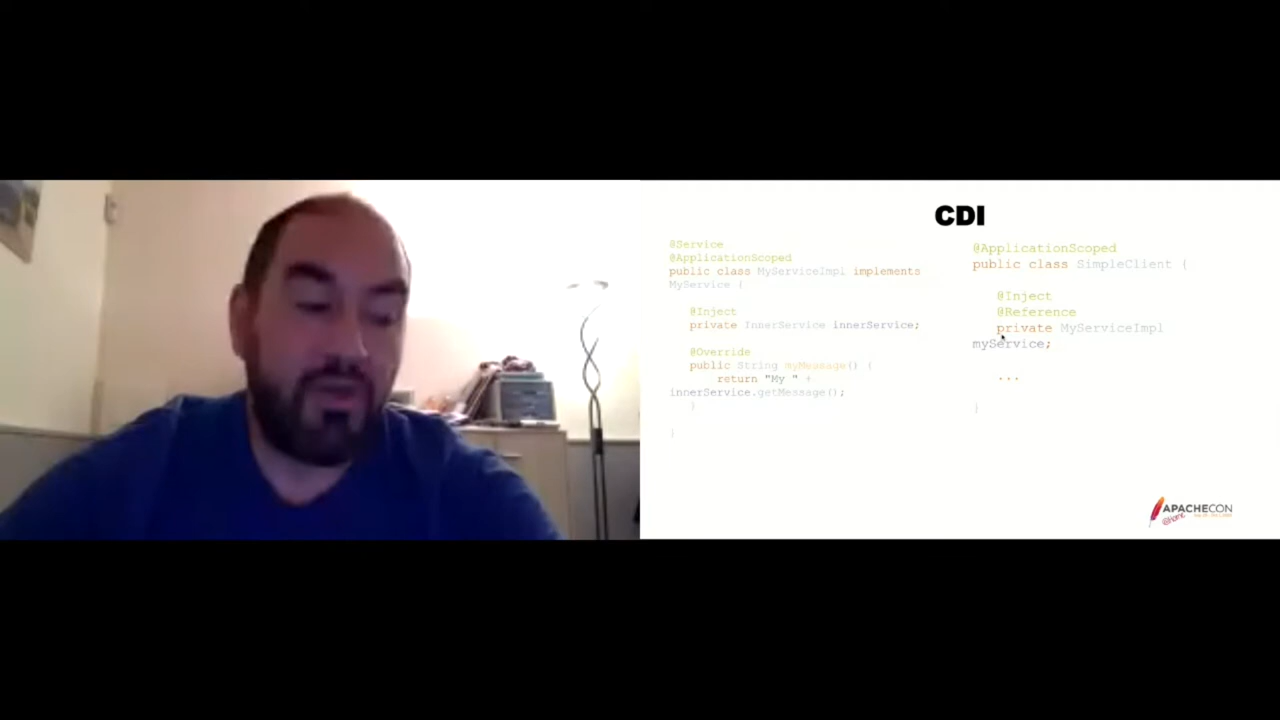 CDI
@Service
@ApplicationScoped
public class MyServiceImpl implements
MyService {
@Inject
private InnerService innerService;
@Override
public String myMessage() {
return "My " +
innerService.getMessage();
}
}
@ApplicationScoped
public class SimpleClient {
@Inject
@Reference
private MyServiceImpl
myService;
...
}
APACHECON
@home